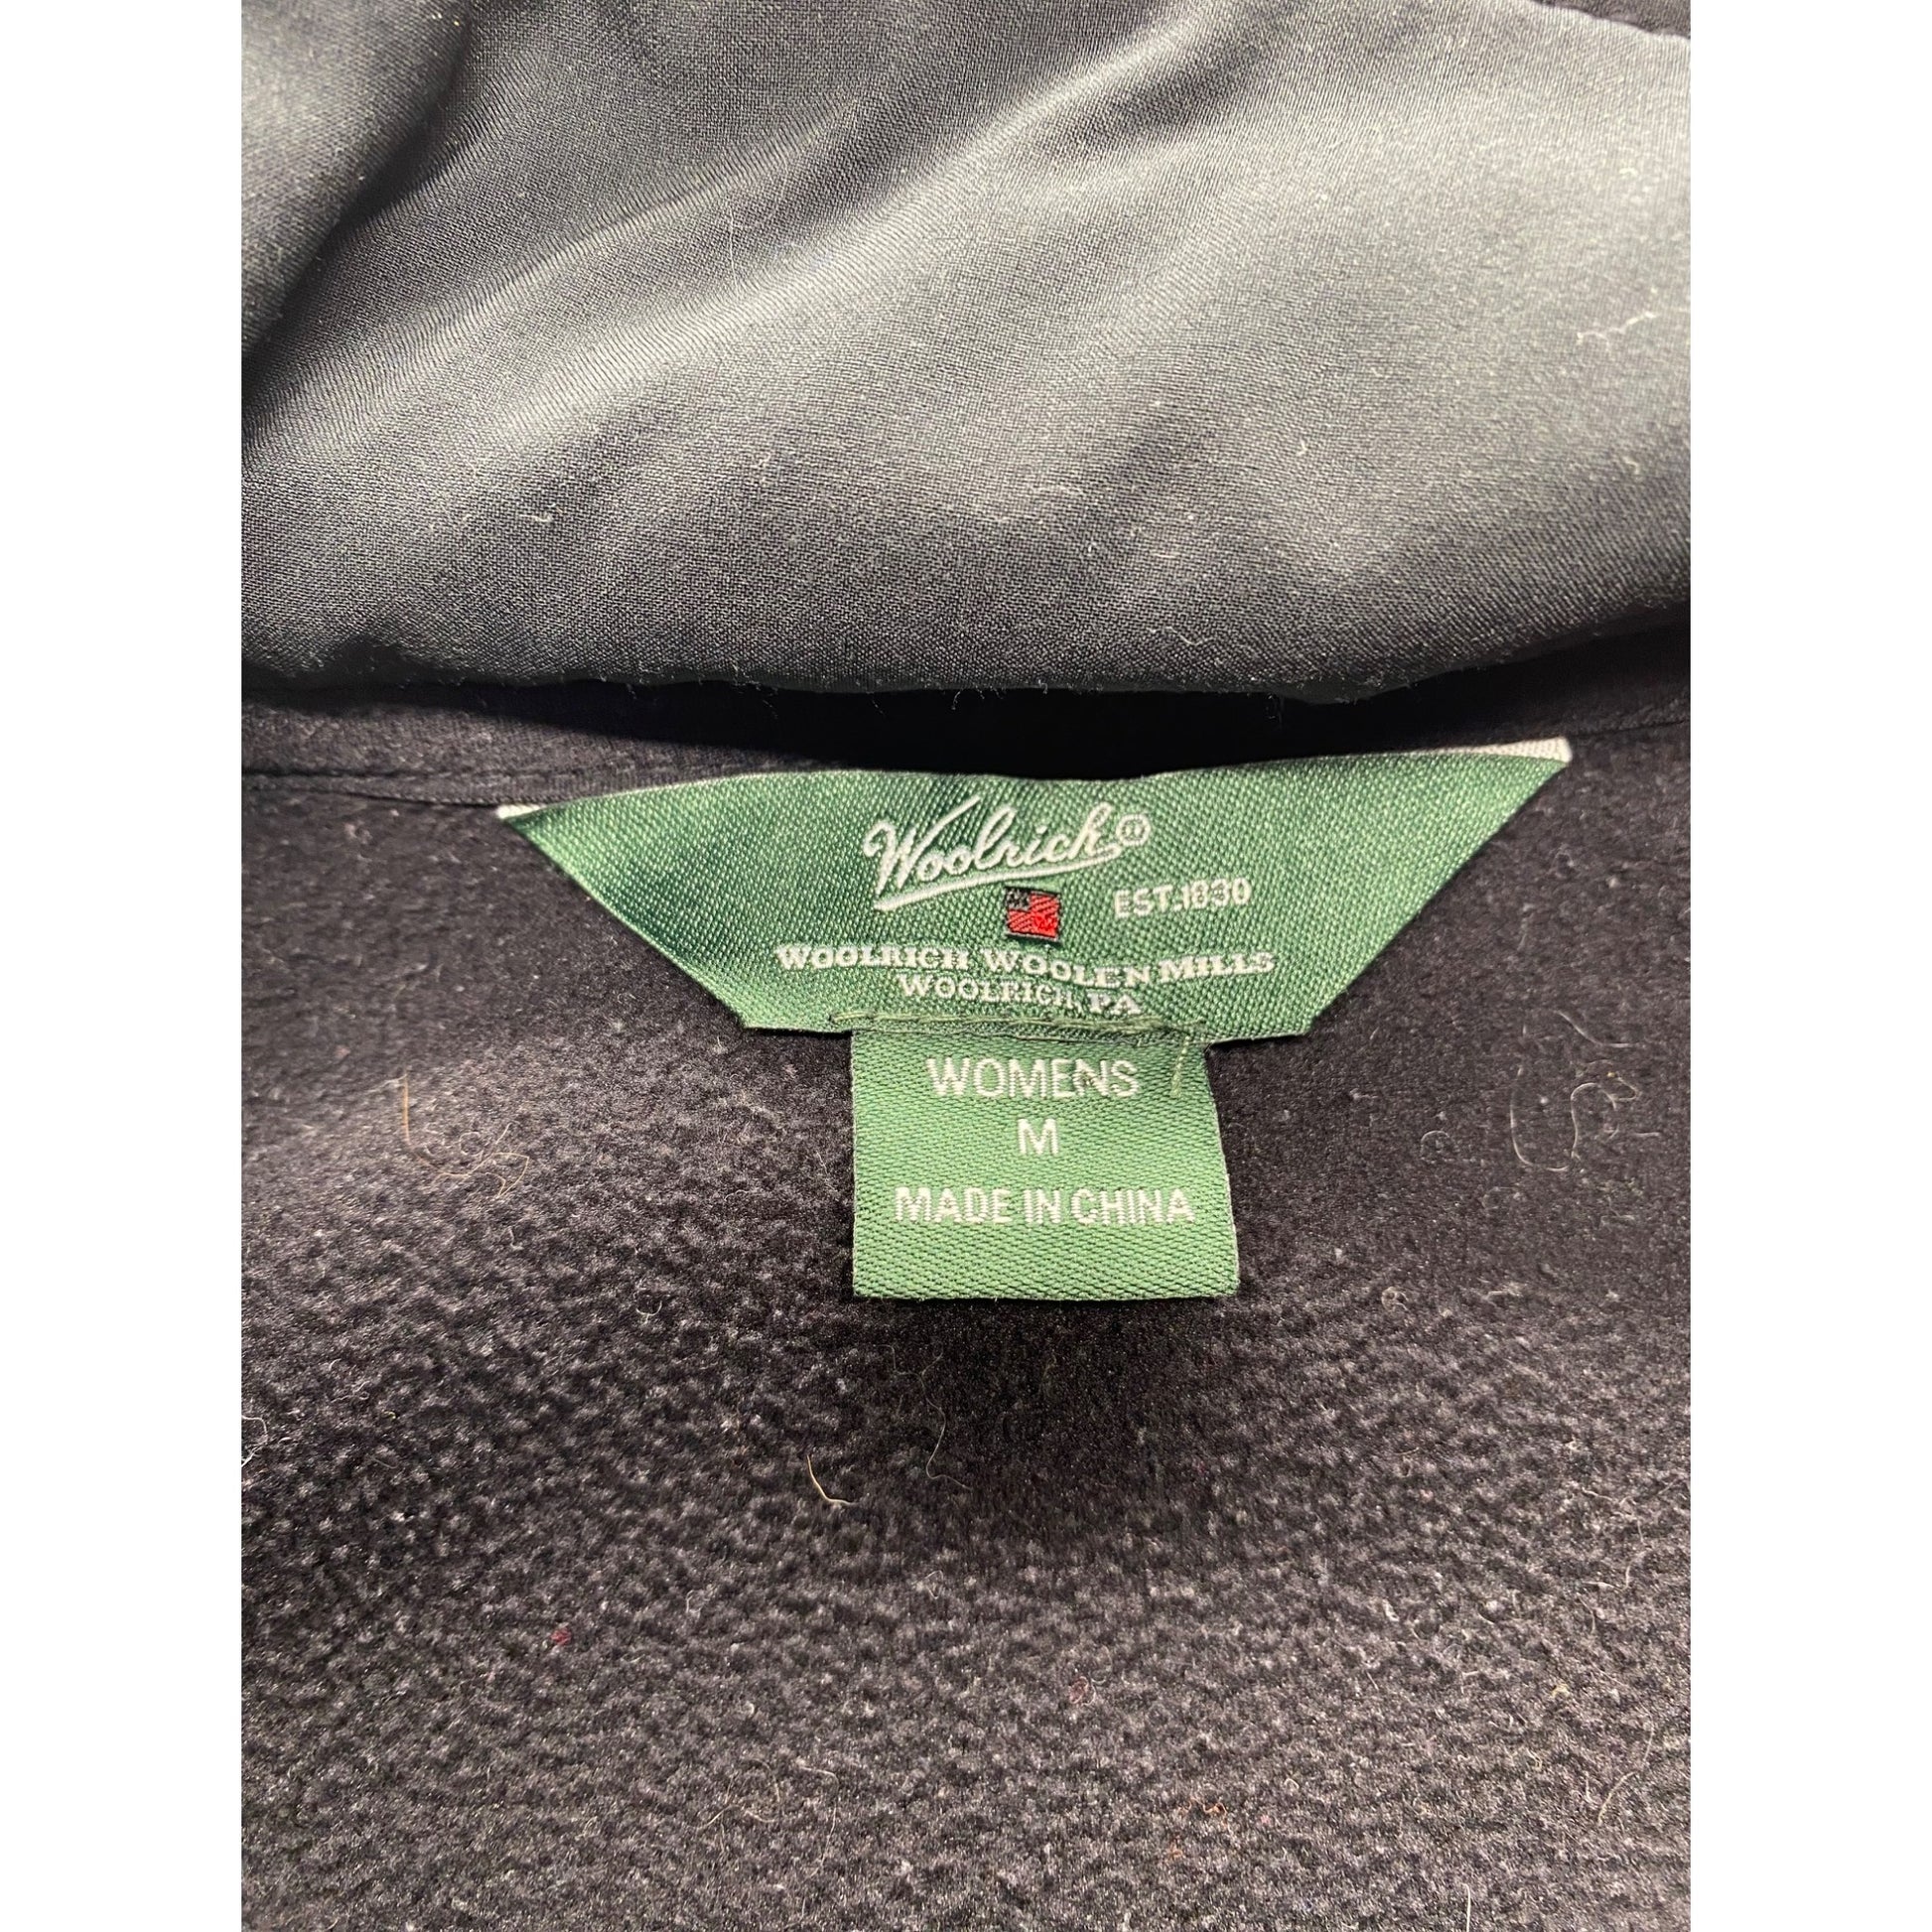 Woolrich®
EST.1830
WOOLRICH WOOLEN MILLS
WOOLRICH, PA
WOMENS
M
MADE IN CHINA